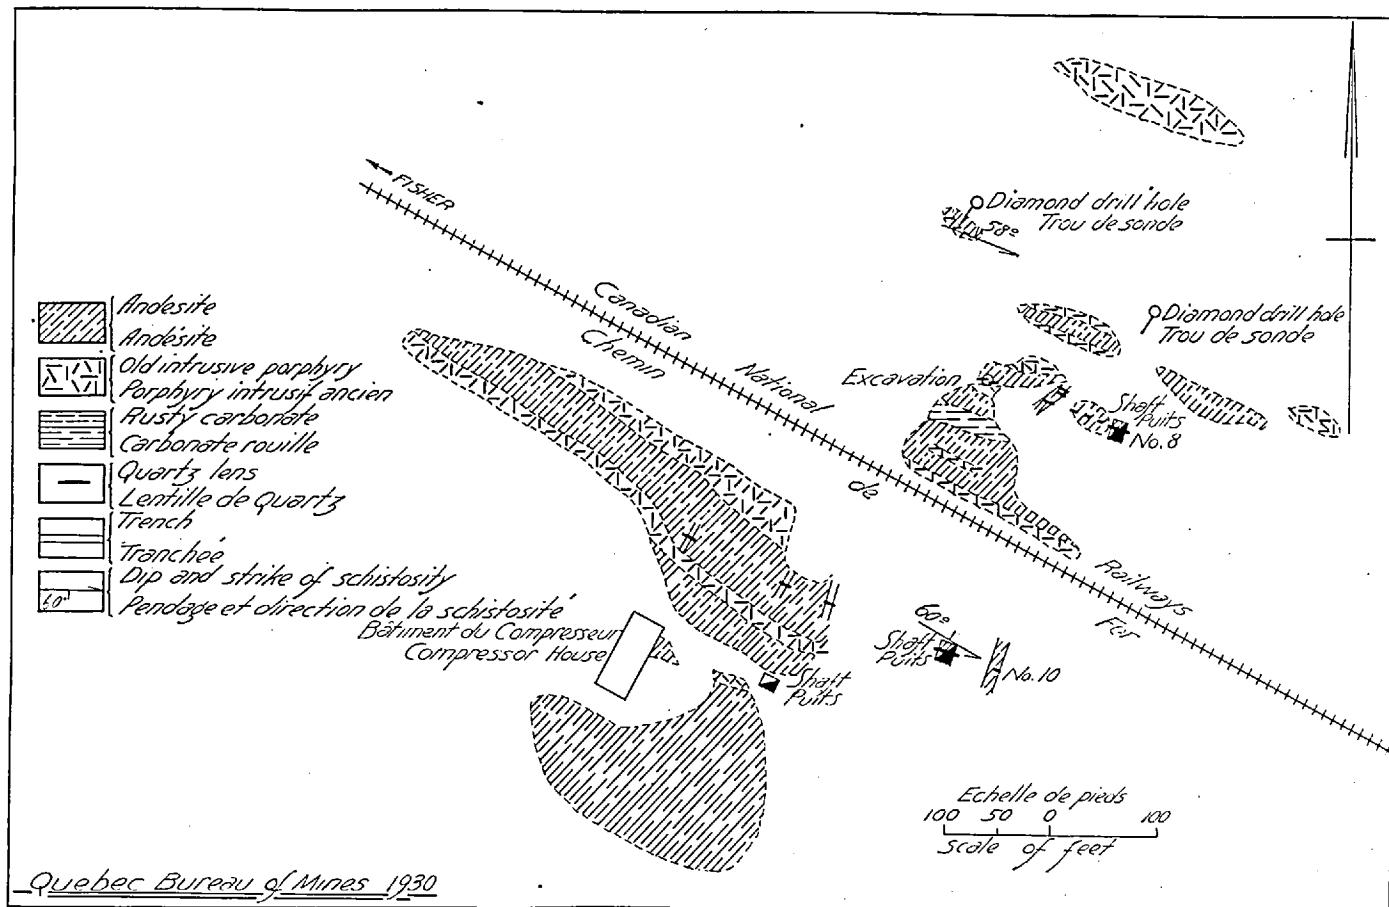 FISHER
Diamond drill hole
Trou de sonde
58°
Canadian National Railways
Chemin de Fer
Diamond drill hole
Trou de sonde
Excavation
Shaft
Puits
No. 8
Andesite
Andésite
Old intrusive porphyry
Porphyry intrusif ancien
Rusty carbonate
Carbonate rouille
Quartz lens
Lentille de Quartz
Trench
Tranchée
Dip and strike of schistosity
60°
Pendage et direction de la schistosité
Bâtiment du Compresseur
Compressor House
Shaft
Puits
60°
Shaft
Puits
No. 10
Echelle de pieds
100 50 0 100
Scale of feet
Quebec Bureau of Mines 1930